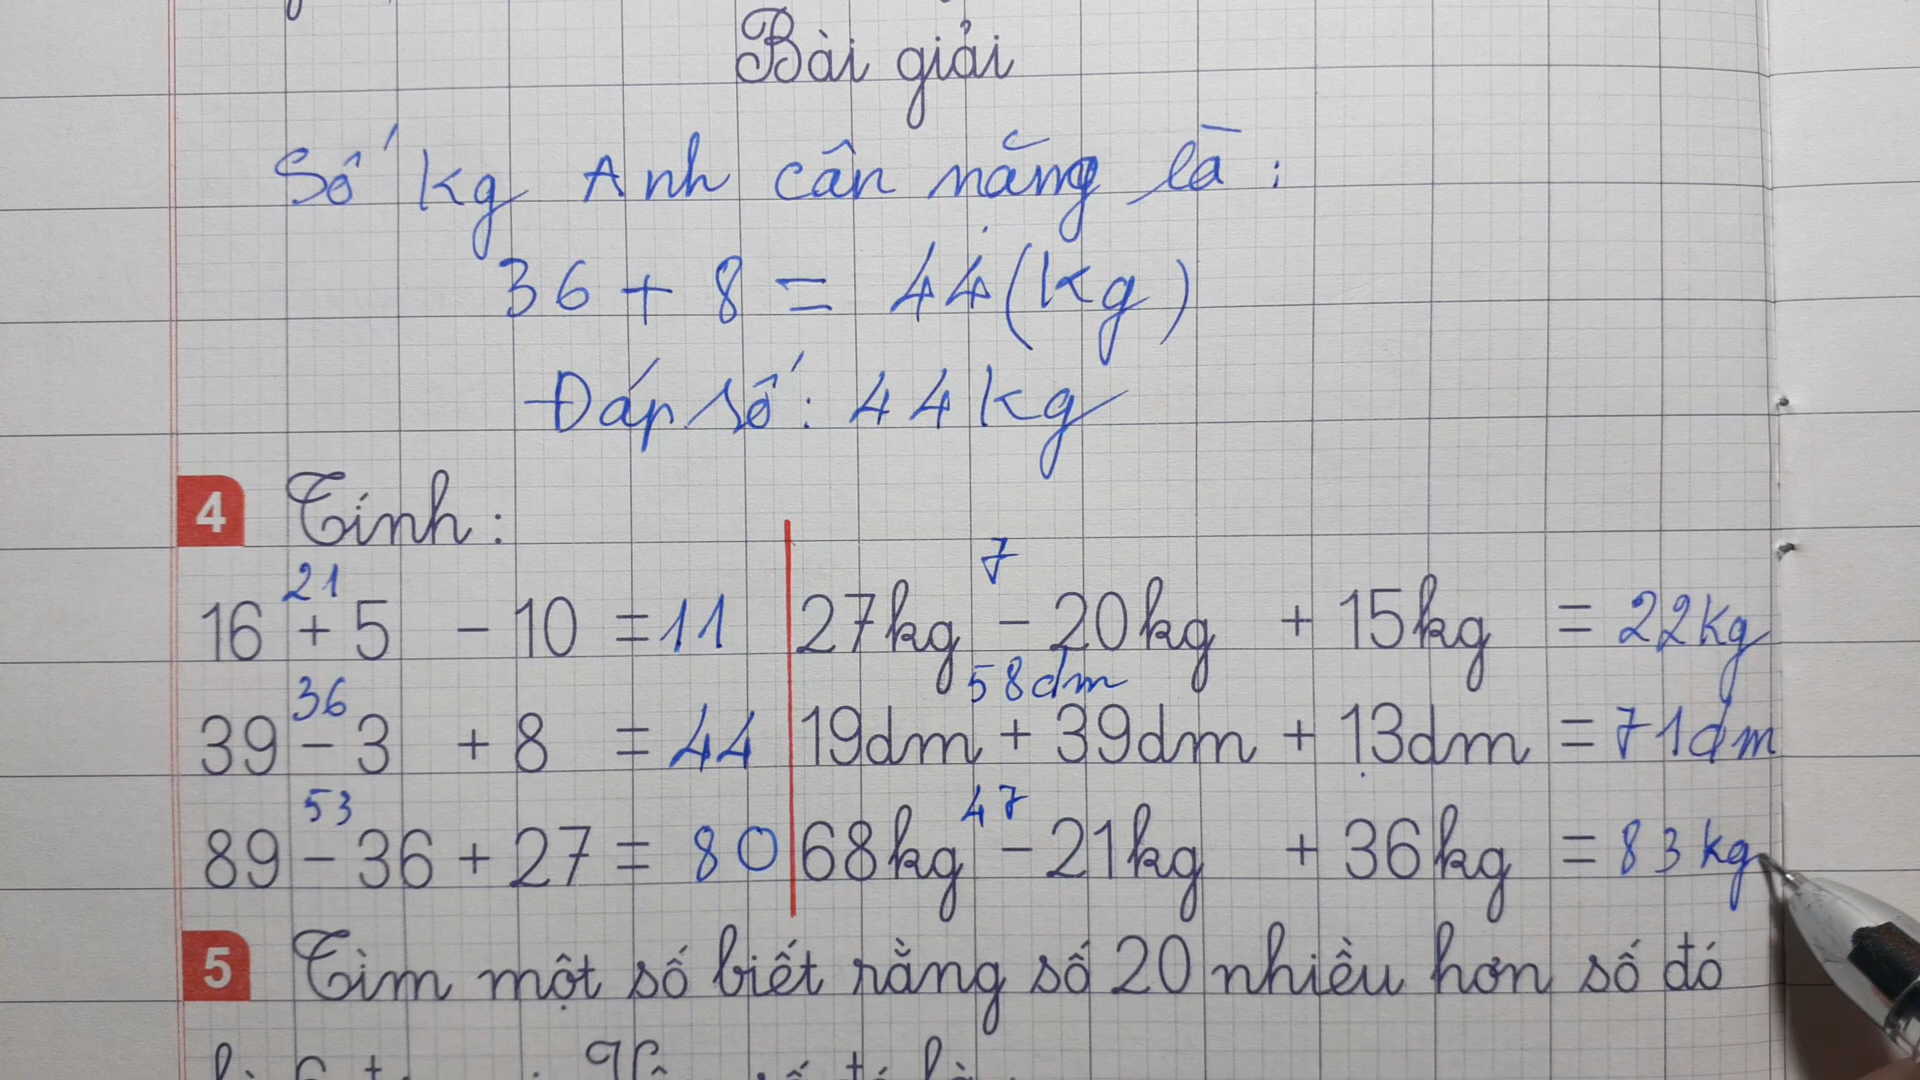 Bài giải
Số kg Anh cân nặng là:
36 + 8 = 44 (kg)
Đáp số: 44 kg
4 Tính:
21
16 + 5 - 10 = 11
7
27kg - 20kg + 15kg = 22kg
36
39 - 3 + 8 = 44
58dm
19dm + 39dm + 13dm = 71dm
53
89 - 36 + 27 = 80
47
68kg - 21kg + 36kg = 83kg
5 Tìm một số biết rằng số 20 nhiều hơn số đó